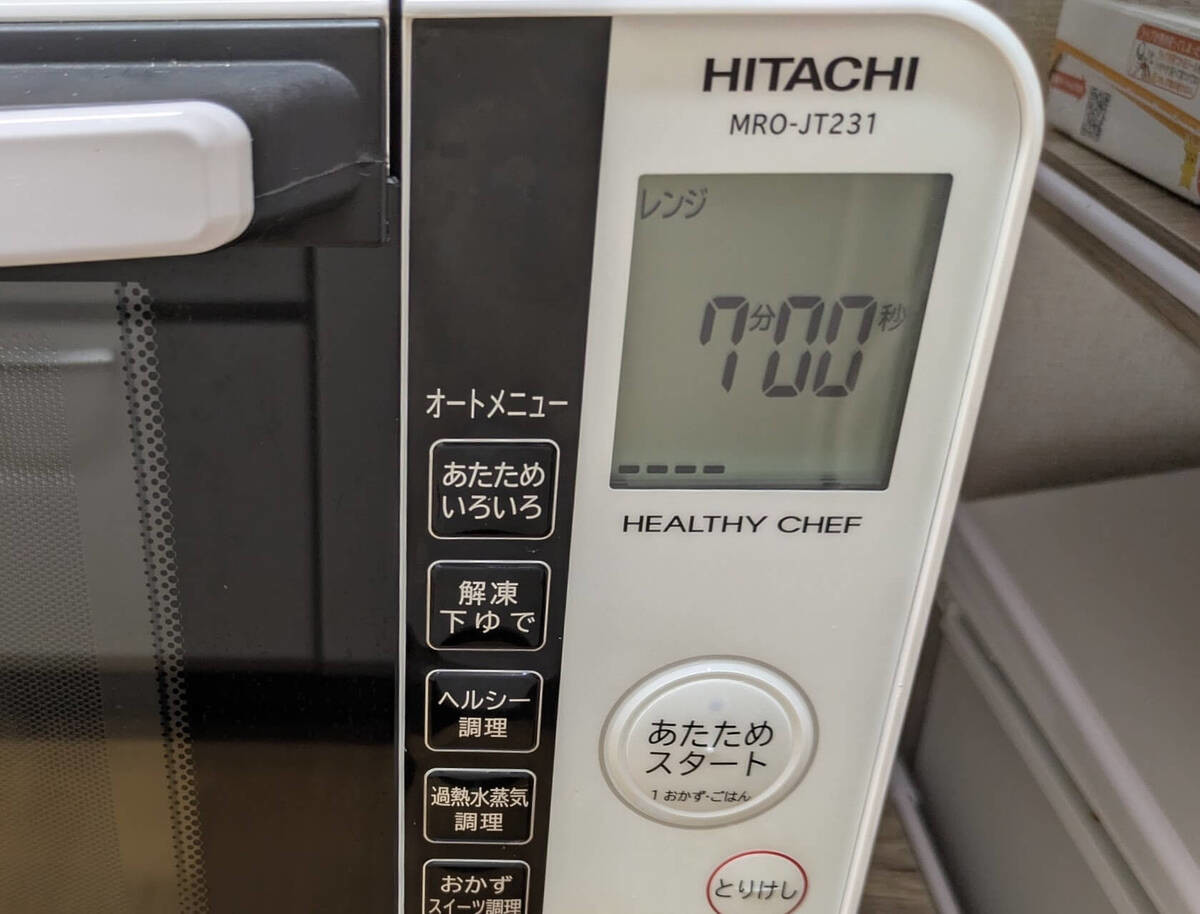 HITACHI
MRO-JT231
レンジ
7分00秒
HEALTHY CHEF
オートメニュー
あたため
いろいろ
解凍
下ゆで
ヘルシー
調理
過熱水蒸気
調理
おかず
スイーツ調理
あたため
スタート
1 おかず・ごはん
とりけし